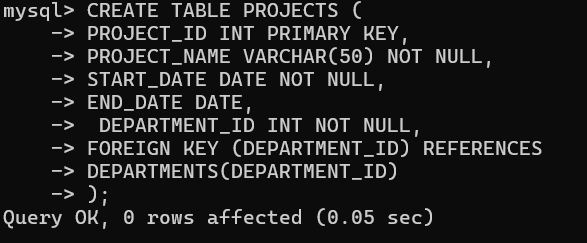 mysql> CREATE TABLE PROJECTS (
    -> PROJECT_ID INT PRIMARY KEY,
    -> PROJECT_NAME VARCHAR(50) NOT NULL,
    -> START_DATE DATE NOT NULL,
    -> END_DATE DATE,
    ->  DEPARTMENT_ID INT NOT NULL,
    -> FOREIGN KEY (DEPARTMENT_ID) REFERENCES
    -> DEPARTMENTS(DEPARTMENT_ID)
    -> );
Query OK, 0 rows affected (0.05 sec)